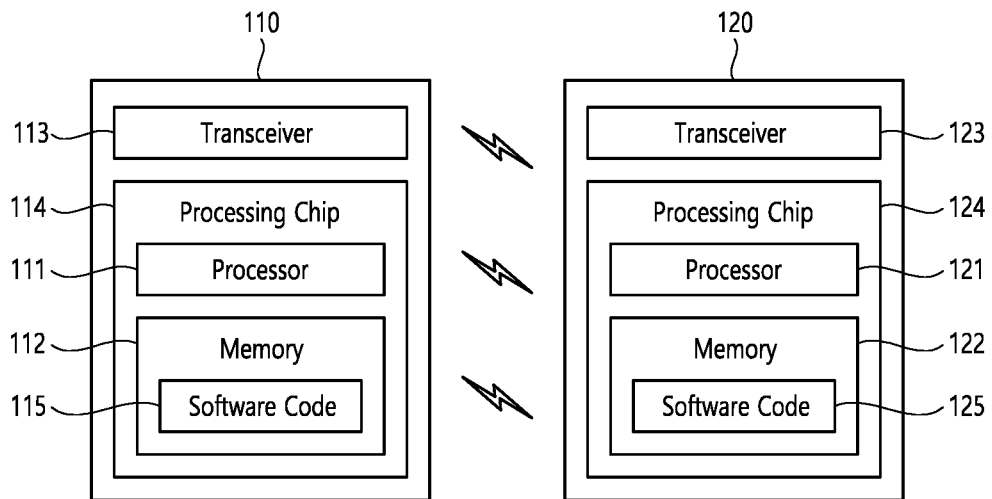 110 120
113 Transceiver Transceiver 123
114 Processing Chip Processing Chip 124
111 Processor Processor 121
112 Memory Memory 122
115 Software Code Software Code 125